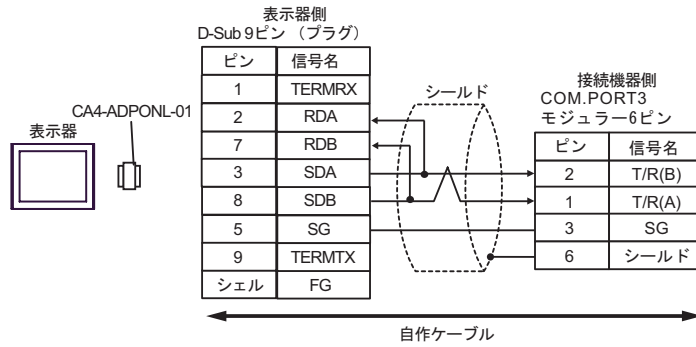 表示器側
D-Sub 9ピン （プラグ）
ピン 信号名
1 TERMRX
2 RDA
7 RDB
3 SDA
8 SDB
5 SG
9 TERMTX
シェル FG
CA4-ADPONL-01
表示器
シールド
接続機器側
COM.PORT3
モジュラー6ピン
ピン 信号名
2 T/R(B)
1 T/R(A)
3 SG
6 シールド
自作ケーブル